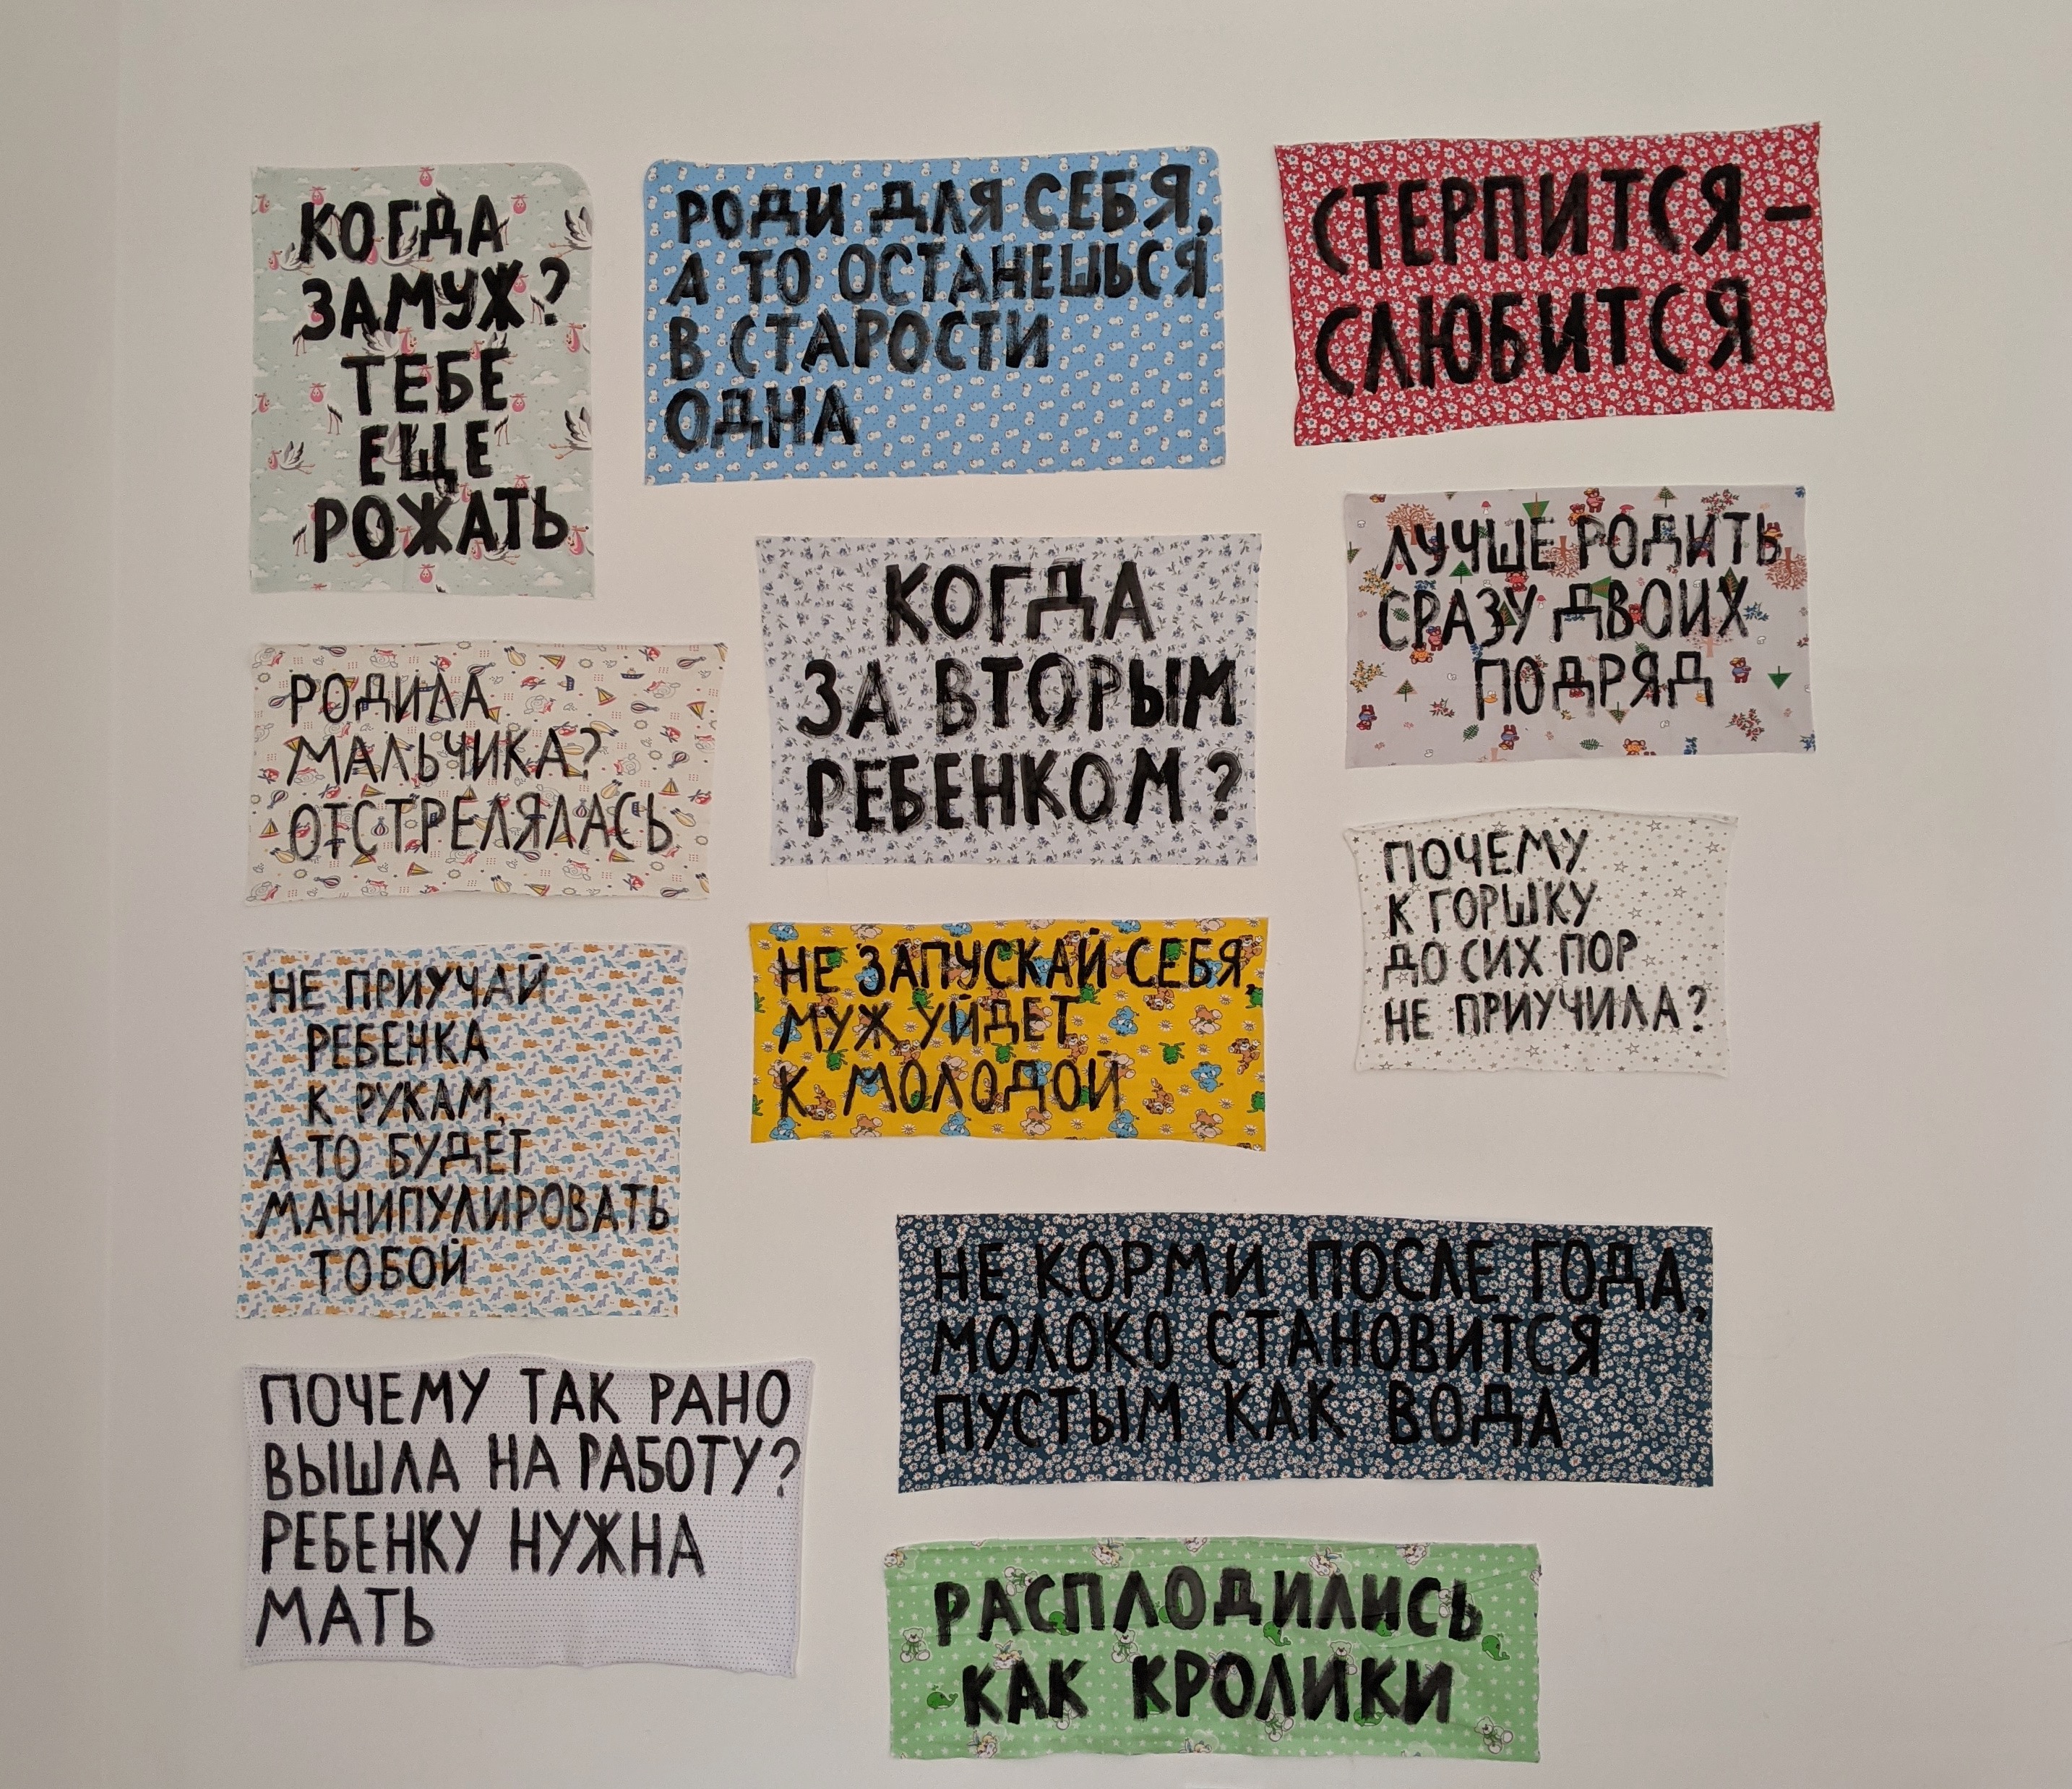 КОГДА
ЗАМУЖ?
ТЕБЕ
ЕЩЕ
РОЖАТЬ
РОДИ ДЛЯ СЕБЯ,
А ТО ОСТАНЕШЬСЯ
В СТАРОСТИ
ОДНА
СТЕРПИТСЯ –
СЛЮБИТСЯ
РОДИЛА
МАЛЬЧИКА?
ОТСТРЕЛЯЛАСЬ
КОГДА
ЗА ВТОРЫМ
РЕБЕНКОМ?
ЛУЧШЕ РОДИТЬ
СРАЗУ ДВОИХ
ПОДРЯД
НЕ ПРИУЧАЙ
РЕБЕНКА
К РУКАМ,
А ТО БУДЕТ
МАНИПУЛИРОВАТЬ
ТОБОЙ
НЕ ЗАПУСКАЙ СЕБЯ,
МУЖ УЙДЕТ
К МОЛОДОЙ
ПОЧЕМУ
К ГОРШКУ
ДО СИХ ПОР
НЕ ПРИУЧИЛА?
ПОЧЕМУ ТАК РАНО
ВЫШЛА НА РАБОТУ?
РЕБЕНКУ НУЖНА
МАТЬ
НЕ КОРМИ ПОСЛЕ ГОДА,
МОЛОКО СТАНОВИТСЯ
ПУСТЫМ КАК ВОДА
РАСПЛОДИЛИСЬ
КАК КРОЛИКИ